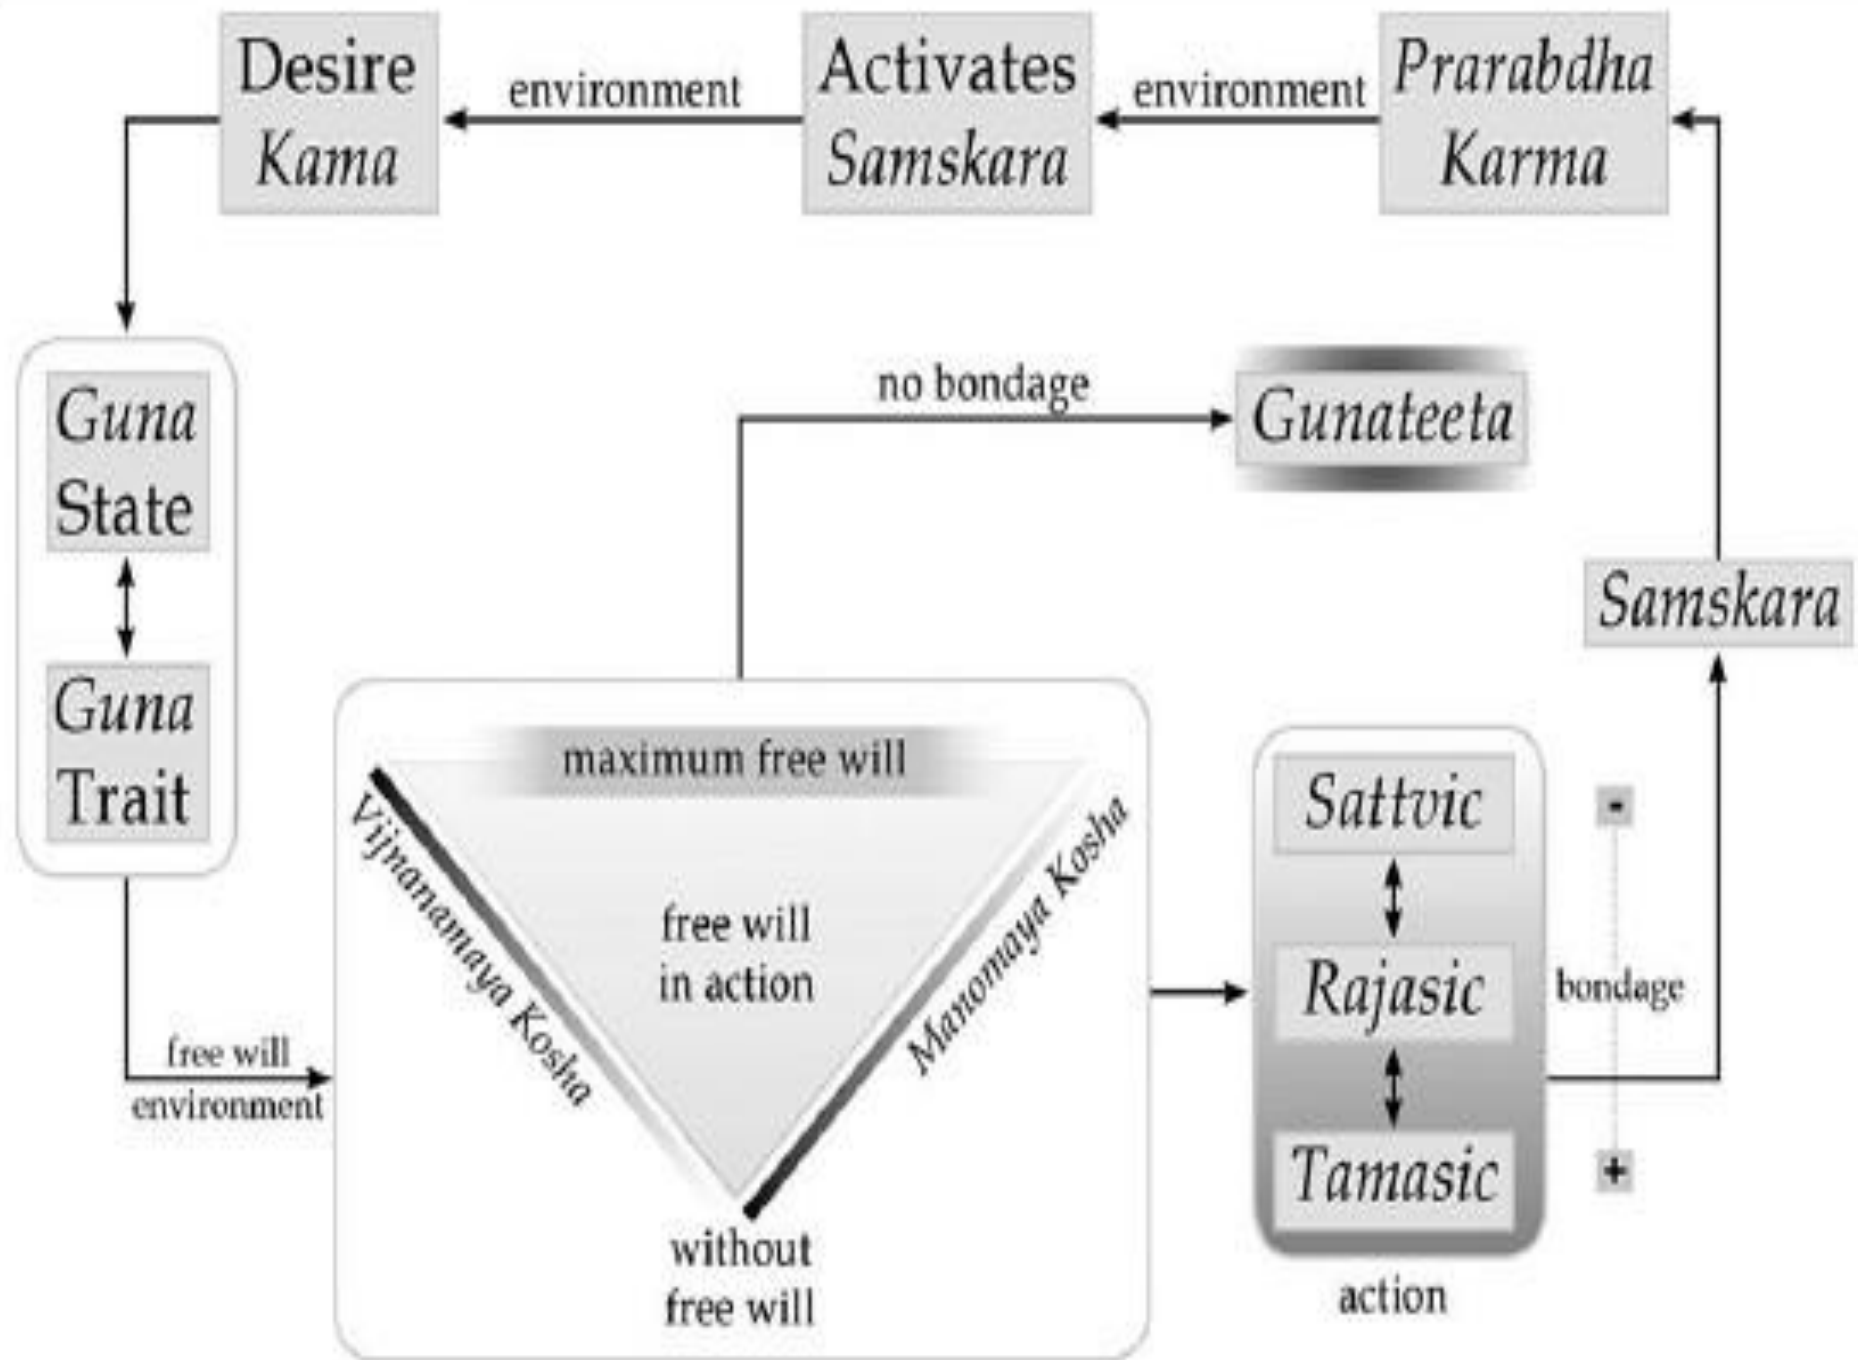 Desire
Kama
environment
Activates
Samskara
environment
Prarabdha
Karma
Guna
State
Guna
Trait
no bondage
Gunateeta
Samskara
free will
environment
maximum free will
Vijnanamaya Kosha
free will
in action
Manomaya Kosha
without
free will
Sattvic
Rajasic
Tamasic
action
-
bondage
+